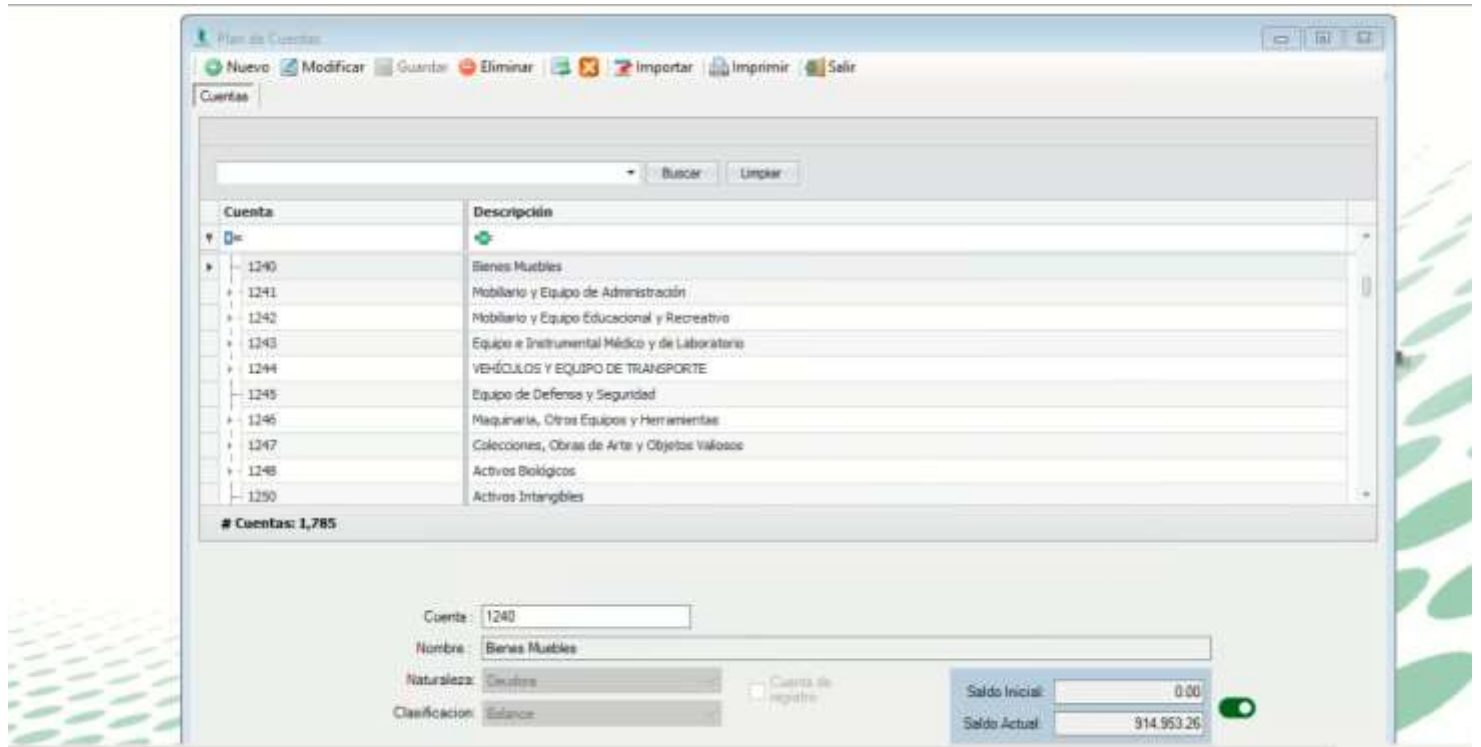 Plan de Cuentas
Nuevo Modificar Guardar Eliminar Importar Imprimir Salir
Cuentas
Buscar Limpiar
Cuenta Descripción
1240 Bienes Muebles
1241 Mobiliario y Equipo de Administración
1242 Mobiliario y Equipo Educacional y Recreativo
1243 Equipo e Instrumental Médico y de Laboratorio
1244 VEHÍCULOS Y EQUIPO DE TRANSPORTE
1245 Equipo de Defensa y Seguridad
1246 Maquinaria, Otros Equipos y Herramientas
1247 Colecciones, Obras de Arte y Objetos Valiosos
1248 Activos Biológicos
1250 Activos Intangibles
# Cuentas: 1,785
Cuenta : 1240
Nombre : Bienes Muebles
Naturaleza: Deudora Cuenta de registro
Clasificacion: Balance
Saldo Inicial: 0.00
Saldo Actual: 914,953.26